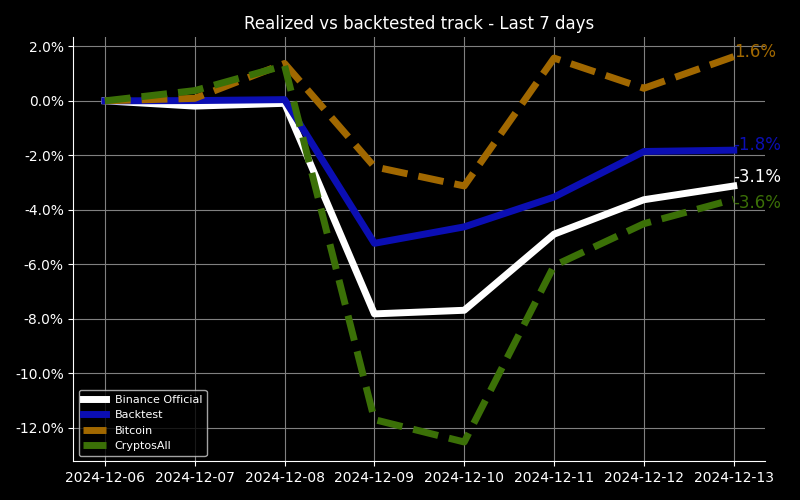 Realized vs backtested track - Last 7 days
2.0%
0.0%
-2.0%
-4.0%
-6.0%
-8.0%
-10.0%
-12.0%
1.6%
-1.8%
-3.1%
-3.6%
Binance Official
Backtest
Bitcoin
CryptosAll
2024-12-06 2024-12-07 2024-12-08 2024-12-09 2024-12-10 2024-12-11 2024-12-12 2024-12-13